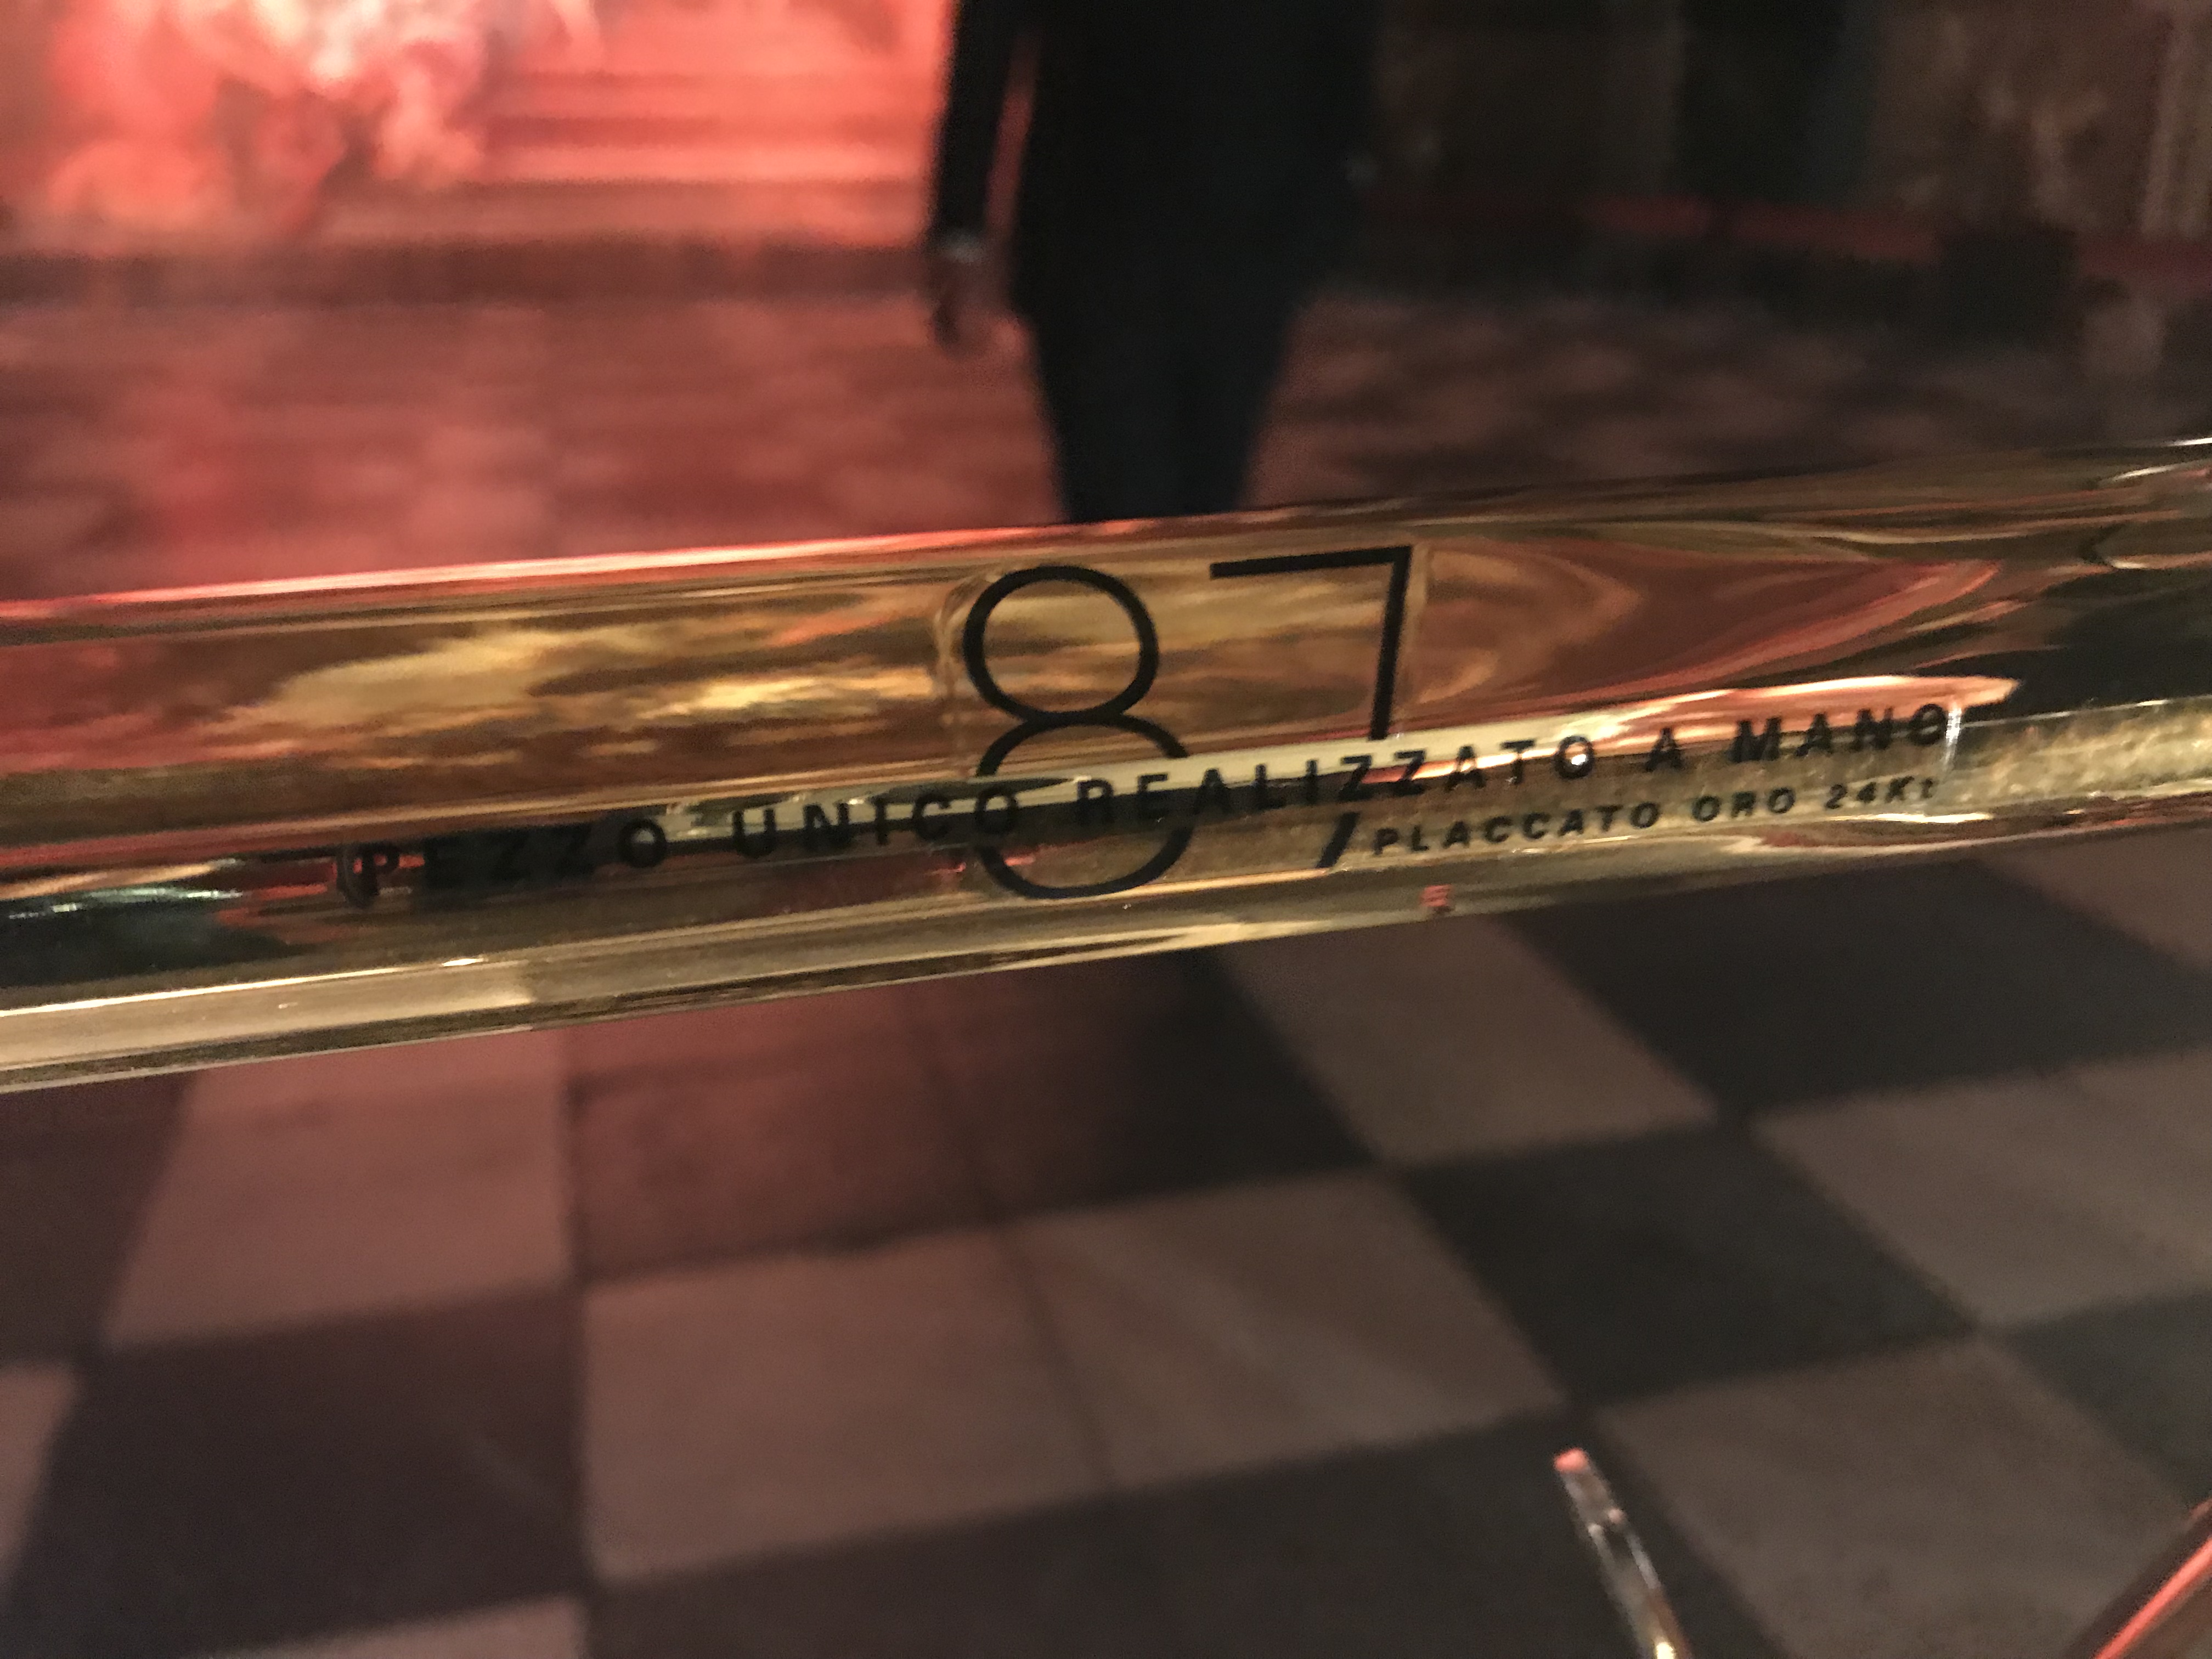 87
PEZZO UNICO REALIZZATO A MANO
PLACCATO ORO 24Kt